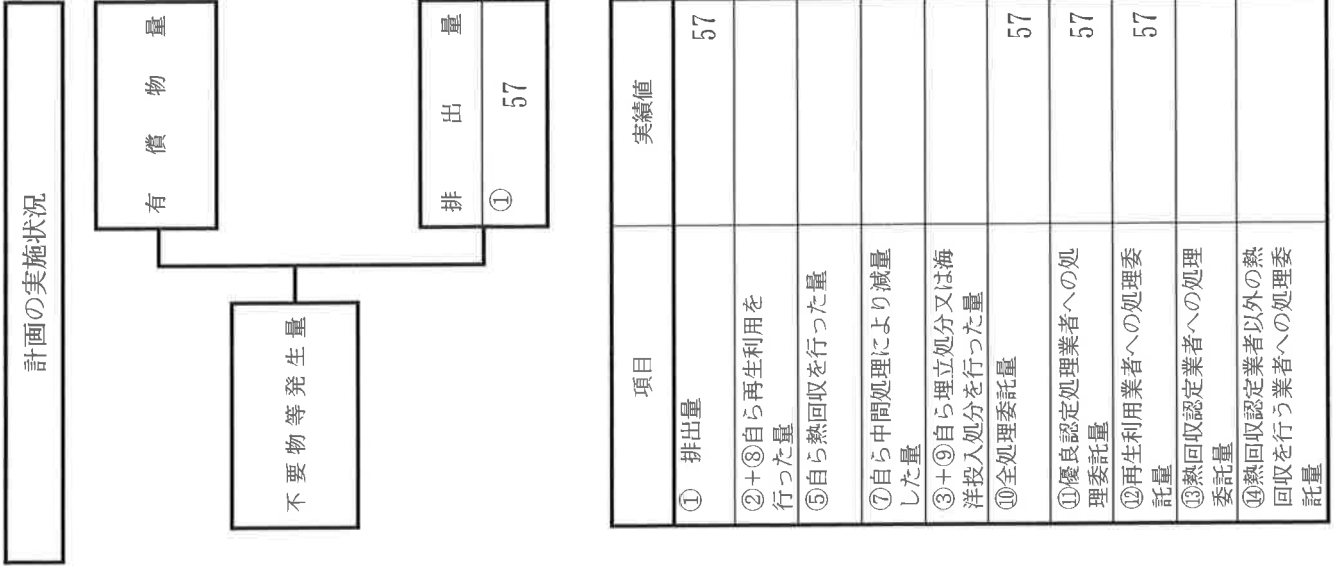 計画の実施状況
有償物量
不要物等発生量
排出量
①
57
項目
実績値
① 排出量
57
②+⑧自ら再生利用を
行った量
⑤自ら熱回収を行った量
⑦自ら中間処理により減量
した量
③+⑨自ら埋立処分又は海
洋投入処分を行った量
⑩全処理委託量
57
⑪優良認定処理業者への処
理委託量
57
⑫再生利用業者への処理委
託量
57
⑬熱回収認定業者への処理
委託量
⑭熱回収認定業者以外の熱
回収を行う業者への処理委
託量